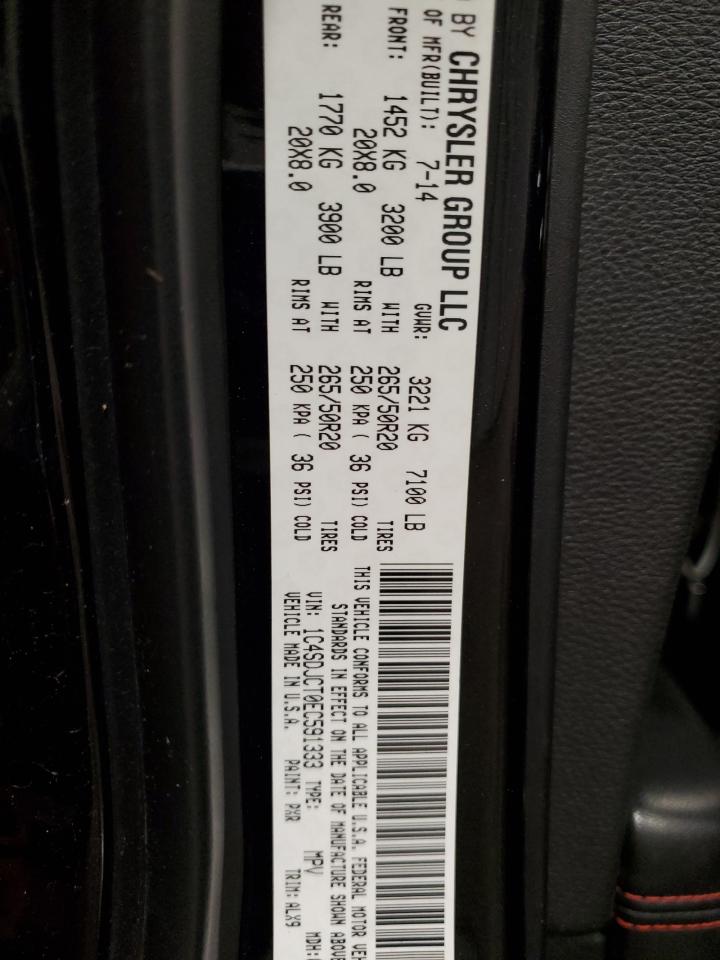 BY CHRYSLER GROUP LLC
OF MFR(BUILT): 7-14 GVWR: 3221 KG 7100 LB
FRONT: 1452 KG 3200 LB WITH 265/50R20 TIRES
20X8.0 RIMS AT 250 KPA ( 36 PSI) COLD
REAR: 1770 KG 3900 LB WITH 265/50R20 TIRES
20X8.0 RIMS AT 250 KPA ( 36 PSI) COLD
THIS VEHICLE CONFORMS TO ALL APPLICABLE U.S.A. FEDERAL MOTOR VEH
STANDARDS IN EFFECT ON THE DATE OF MANUFACTURE SHOWN ABOVE
VIN: 1C4SDJCT0EC591333 TYPE: MPV MDH:
VEHICLE MADE IN U.S.A. PAINT: PXR TRIM: ALX9